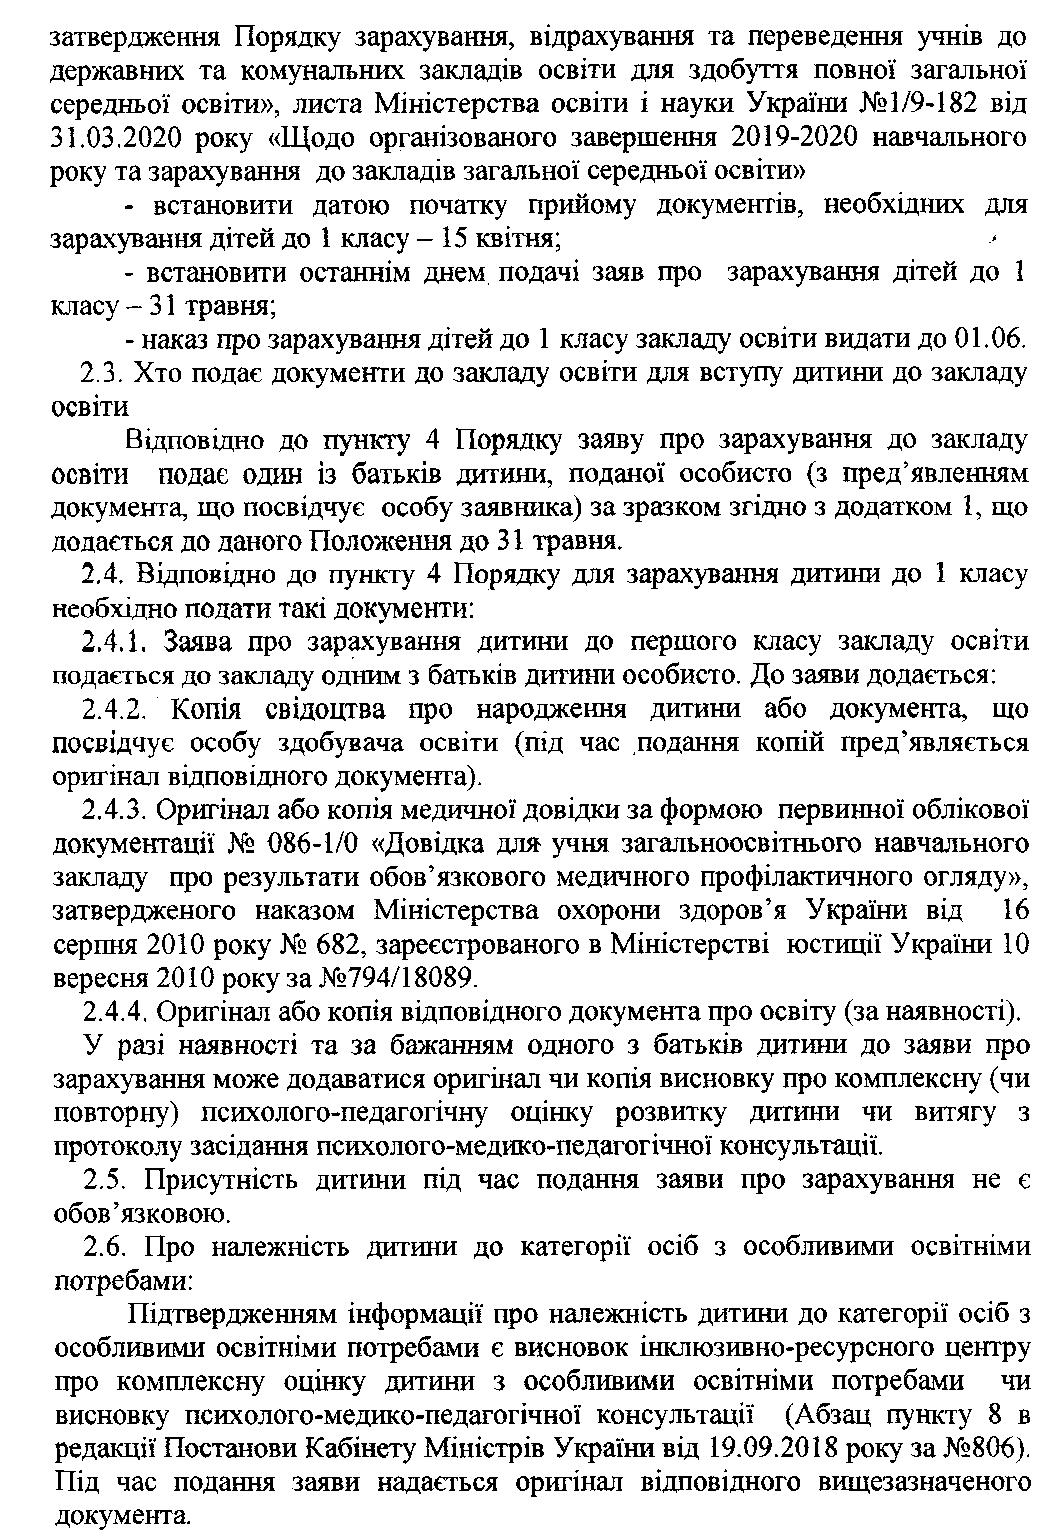 затвердження Порядку зарахування, відрахування та переведення учнів до
державних та комунальних закладів освіти для здобуття повної загальної
середньої освіти», листа Міністерства освіти і науки України №1/9-182 від
31.03.2020 року «Щодо організованого завершення 2019-2020 навчального
року та зарахування до закладів загальної середньої освіти»
- встановити датою початку прийому документів, необхідних для
зарахування дітей до 1 класу – 15 квітня;
- встановити останнім днем подачі заяв про зарахування дітей до 1
класу – 31 травня;
- наказ про зарахування дітей до 1 класу закладу освіти видати до 01.06.
2.3. Хто подає документи до закладу освіти для вступу дитини до закладу
освіти
Відповідно до пункту 4 Порядку заяву про зарахування до закладу
освіти подає один із батьків дитини, поданої особисто (з пред’явленням
документа, що посвідчує особу заявника) за зразком згідно з додатком 1, що
додається до даного Положення до 31 травня.
2.4. Відповідно до пункту 4 Порядку для зарахування дитини до 1 класу
необхідно подати такі документи:
2.4.1. Заява про зарахування дитини до першого класу закладу освіти
подається до закладу одним з батьків дитини особисто. До заяви додається:
2.4.2. Копія свідоцтва про народження дитини або документа, що
посвідчує особу здобувача освіти (під час подання копій пред’являється
оригінал відповідного документа).
2.4.3. Оригінал або копія медичної довідки за формою первинної облікової
документації № 086-1/0 «Довідка для учня загальноосвітнього навчального
закладу про результати обов’язкового медичного профілактичного огляду»,
затвердженого наказом Міністерства охорони здоров’я України від 16
серпня 2010 року № 682, зареєстрованого в Міністерстві юстиції України 10
вересня 2010 року за №794/18089.
2.4.4. Оригінал або копія відповідного документа про освіту (за наявності).
У разі наявності та за бажанням одного з батьків дитини до заяви про
зарахування може додаватися оригінал чи копія висновку про комплексну (чи
повторну) психолого-педагогічну оцінку розвитку дитини чи витягу з
протоколу засідання психолого-медико-педагогічної консультації.
2.5. Присутність дитини під час подання заяви про зарахування не є
обов’язковою.
2.6. Про належність дитини до категорії осіб з особливими освітніми
потребами:
Підтвердженням інформації про належність дитини до категорії осіб з
особливими освітніми потребами є висновок інклюзивно-ресурсного центру
про комплексну оцінку дитини з особливими освітніми потребами чи
висновку психолого-медико-педагогічної консультації (Абзац пункту 8 в
редакції Постанови Кабінету Міністрів України від 19.09.2018 року за №806).
Під час подання заяви надається оригінал відповідного вищезазначеного
документа.